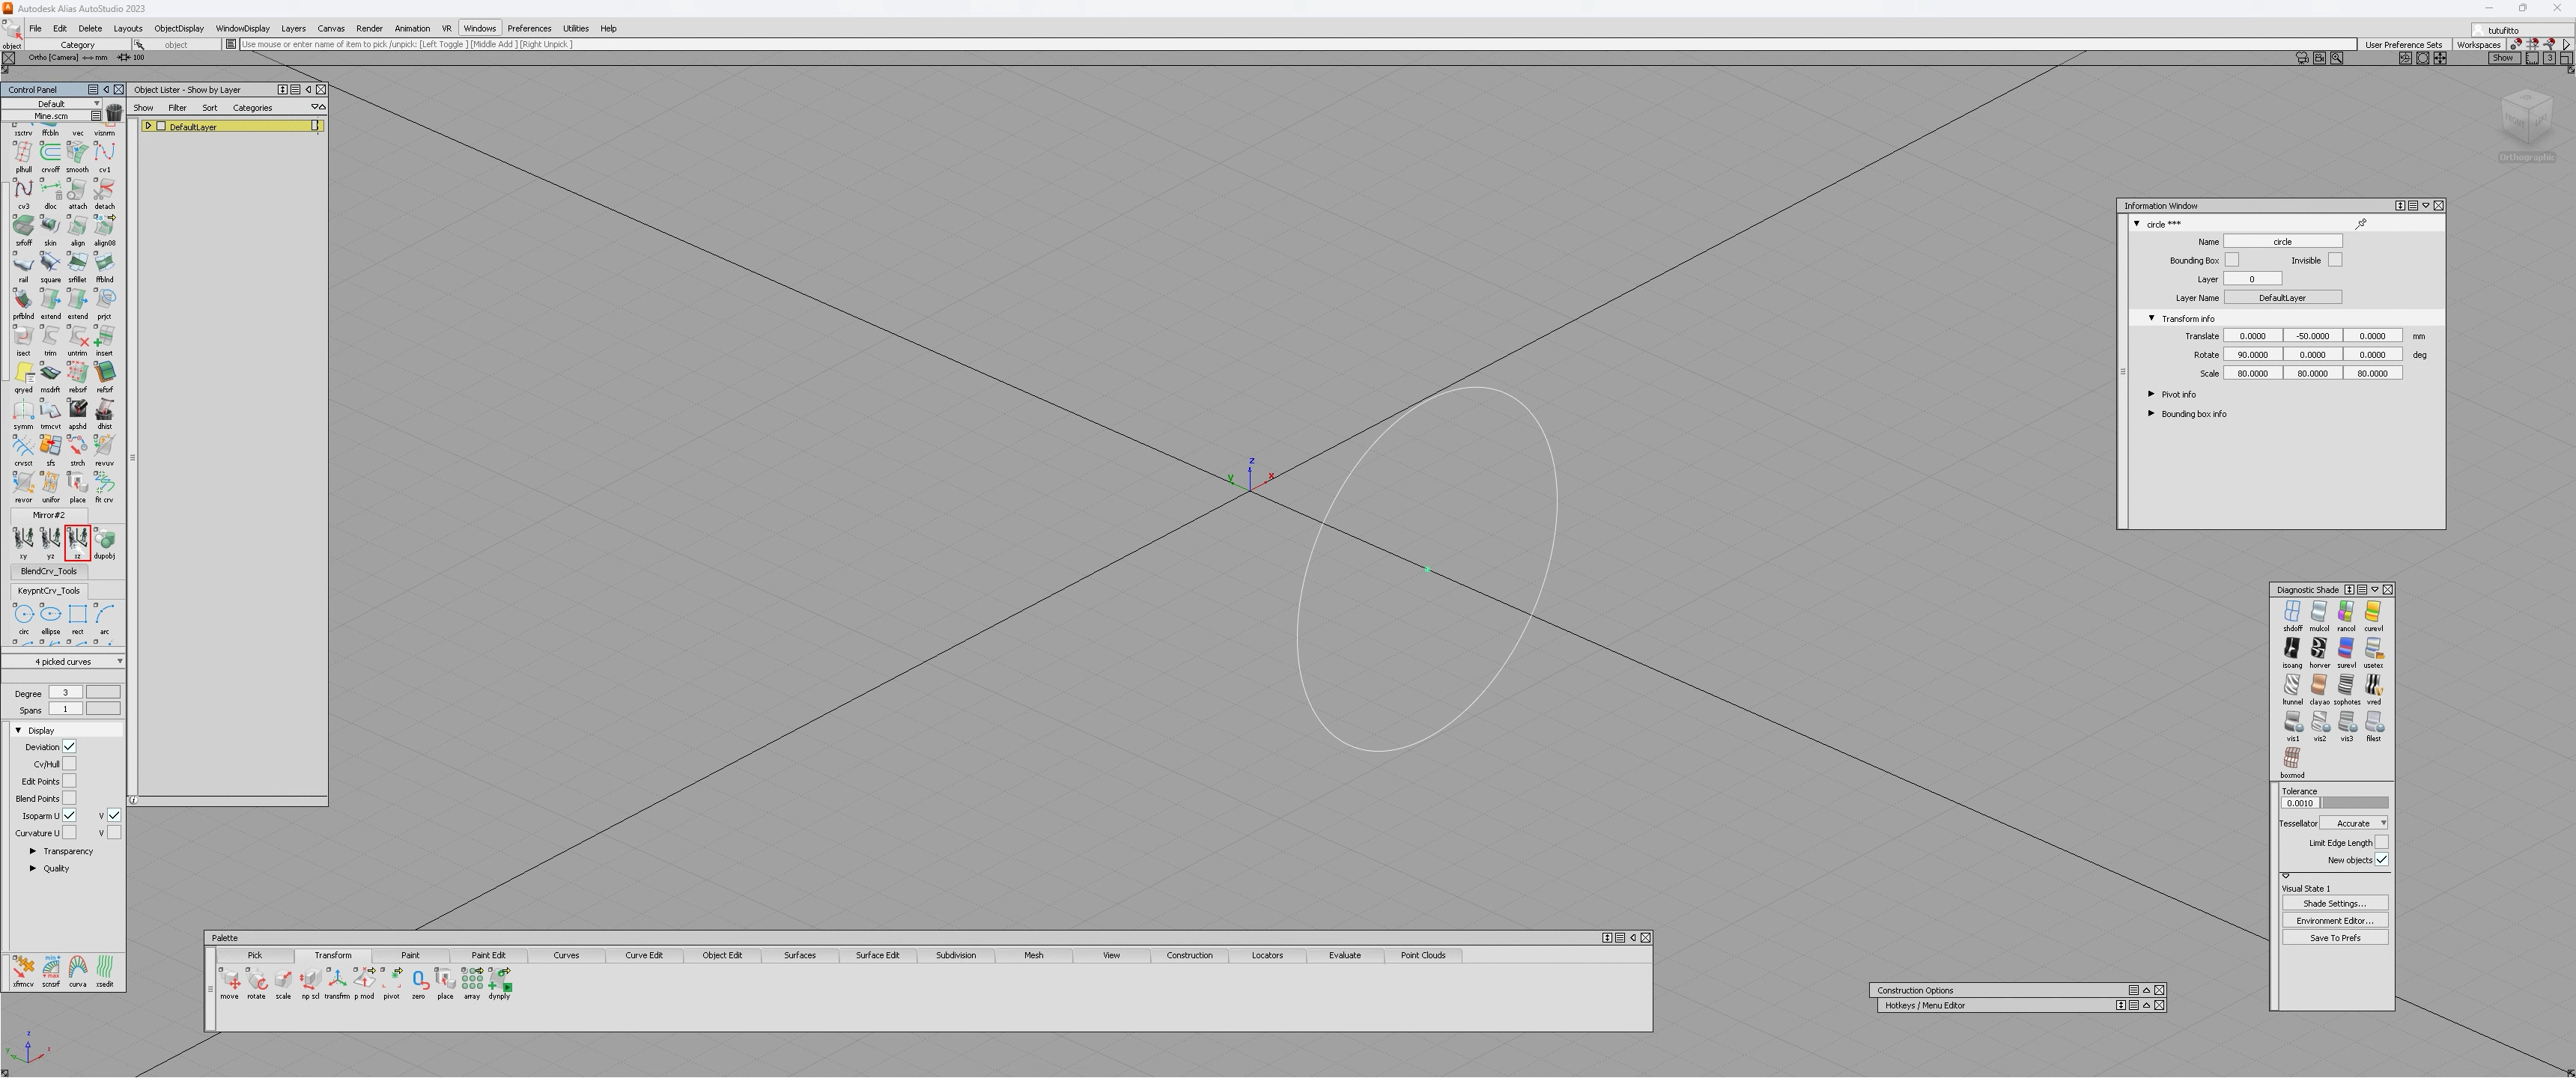 Autodesk Alias AutoStudio 2023
File Edit Delete Layouts ObjectDisplay WindowDisplay Layers Canvas Render Animation VR Windows Preferences Utilities Help
tutufitto
object Category object Use mouse or enter name of item to pick /unpick: [Left Toggle ] [Middle Add ] [Right Unpick ] User Preference Sets Workspaces
Ortho [Camera] mm 100 Show 3
Control Panel
Default
Mine.scm
xsctrv ffcbln vec visnrm
plhull crvoff smooth cv1
cv3 dloc attach detach
srfoff skin align align08
rail square srfillet ffblnd
prfblnd extend extend prjct
isect trim untrim insert
qryed msdrft rebsrf refsrf
symm trmcvt apshd dhist
crvsct sfs strch revuv
revor unifor place fit crv
Mirror#2
xy yz xz dupobj
BlendCrv_Tools
KeypntCrv_Tools
circ ellipse rect arc
4 picked curves
Degree 3
Spans 1
Display
Deviation
Cv/Hull
Edit Points
Blend Points
Isoparm U V
Curvature U V
Transparency
Quality
xfrmcv scnsrf curva xsedit
Object Lister - Show by Layer
Show Filter Sort Categories
DefaultLayer
z
y x
FRONT LEFT
Orthographic
Information Window
circle ***
Name circle
Bounding Box Invisible
Layer 0
Layer Name DefaultLayer
Transform info
Translate 0.0000 -50.0000 0.0000 mm
Rotate 90.0000 0.0000 0.0000 deg
Scale 80.0000 80.0000 80.0000
Pivot info
Bounding box info
Diagnostic Shade
shdoff mulcol rancol curevl
isoang horver surevl usetex
ltunnel clayao sophotes vred
vis1 vis2 vis3 filest
boxmod
Tolerance
0.0010
Tessellator Accurate
Limit Edge Length
New objects
Visual State 1
Shade Settings...
Environment Editor...
Save To Prefs
Palette
Pick Transform Paint Paint Edit Curves Curve Edit Object Edit Surfaces Surface Edit Subdivision Mesh View Construction Locators Evaluate Point Clouds
move rotate scale np scl transfrm p mod pivot zero place array dynply
Construction Options
Hotkeys / Menu Editor
z
y x